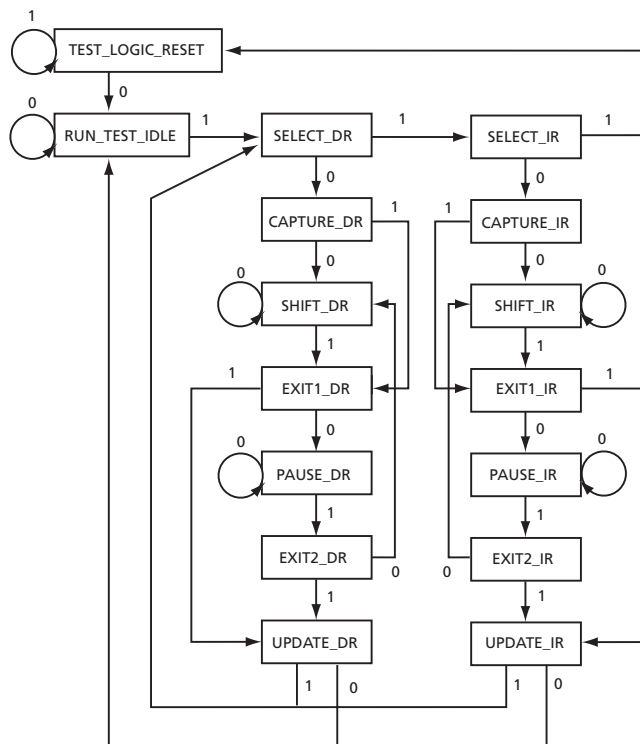 1
TEST_LOGIC_RESET
0
0
RUN_TEST_IDLE
1
SELECT_DR
1
SELECT_IR
1
0
0
CAPTURE_DR
1
1
CAPTURE_IR
0
0
0
SHIFT_DR
SHIFT_IR
0
1
1
1
EXIT1_DR
EXIT1_IR
1
0
0
0
PAUSE_DR
PAUSE_IR
0
1
1
EXIT2_DR
0
0
EXIT2_IR
1
1
UPDATE_DR
UPDATE_IR
1
0
1
0